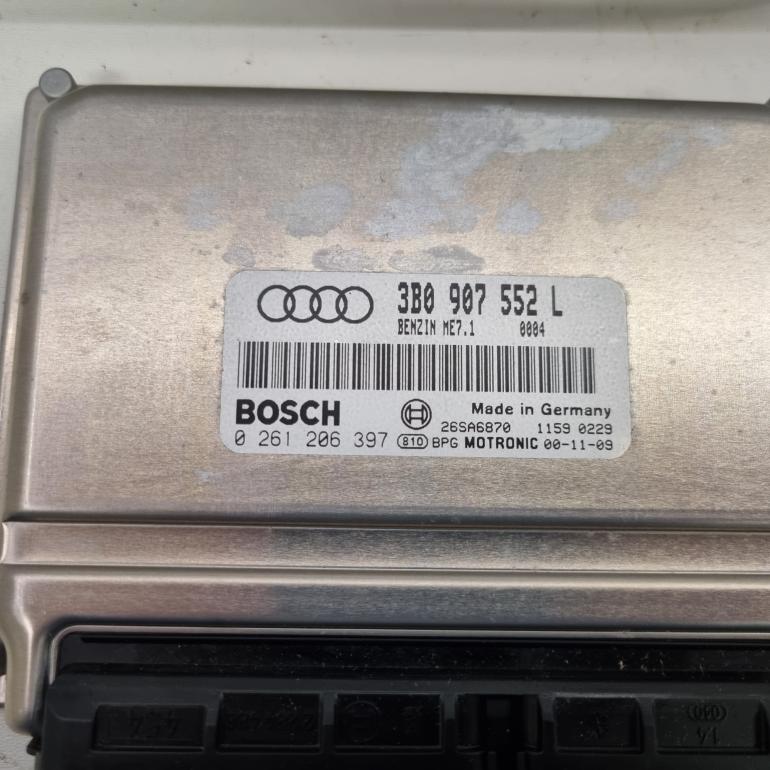 3B0 907 552 L
BENZIN ME7.1 0004
BOSCH Made in Germany
26SA6870 1159 0229
0 261 206 397 810 BPG MOTRONIC 00-11-09